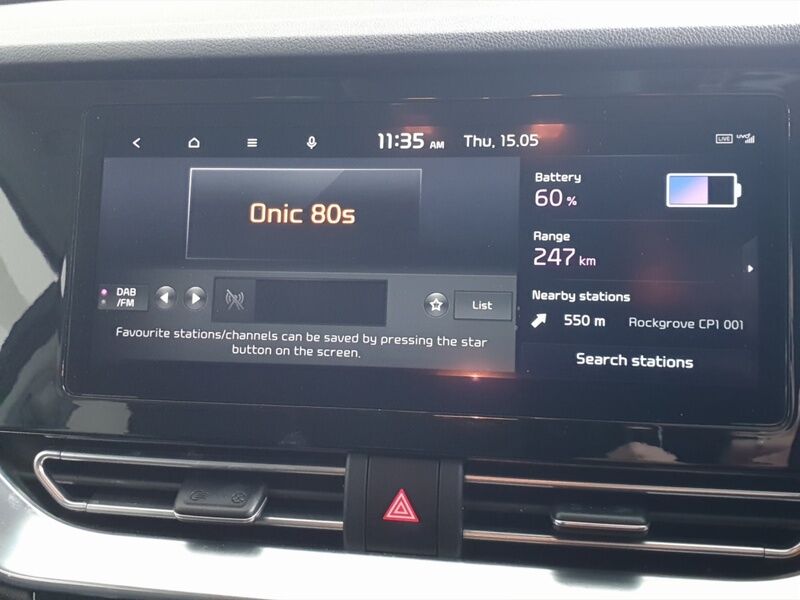 11:35 AM Thu, 15.05
LIVE UVO
Onic 80s
DAB
/FM
List
Favourite stations/channels can be saved by pressing the star
button on the screen.
Battery
60 %
Range
247 km
Nearby stations
550 m Rockgrove CP1 001
Search stations